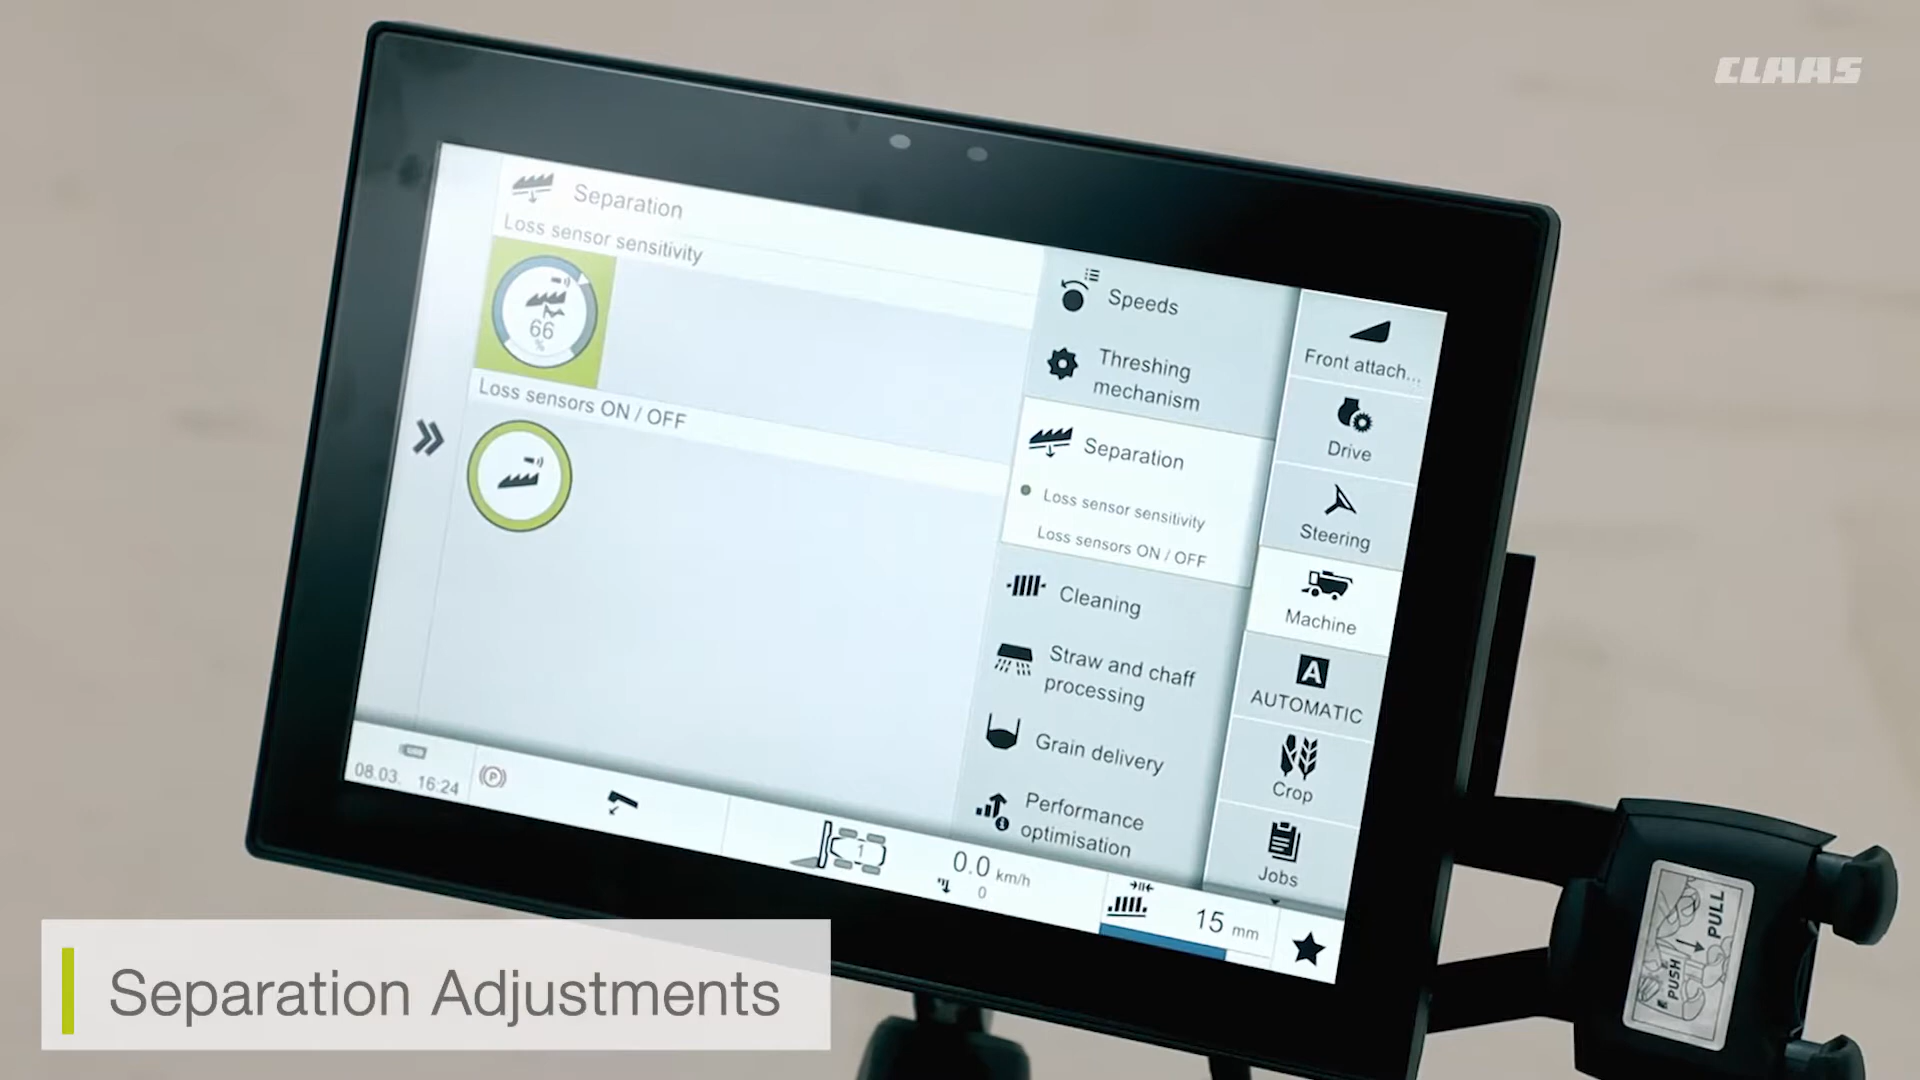 CLAAS
Separation
Loss sensor sensitivity
66
%
Loss sensors ON / OFF
Speeds
Threshing
mechanism
Separation
Loss sensor sensitivity
Loss sensors ON / OFF
Cleaning
Straw and chaff
processing
Grain delivery
Performance
optimisation
Front attach...
Drive
Steering
Machine
A
AUTOMATIC
Crop
Jobs
08.03. 16:24
P
1
0.0 km/h
0
15 mm
PULL
PUSH
Separation Adjustments